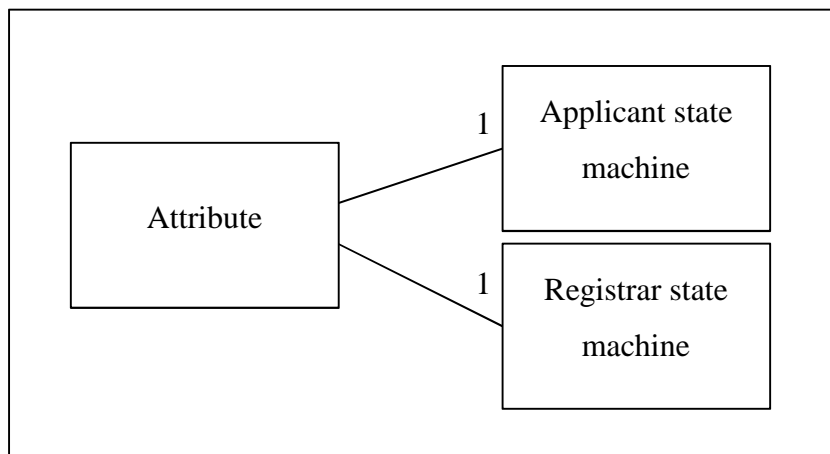 Attribute
1
Applicant state
machine
1
Registrar state
machine